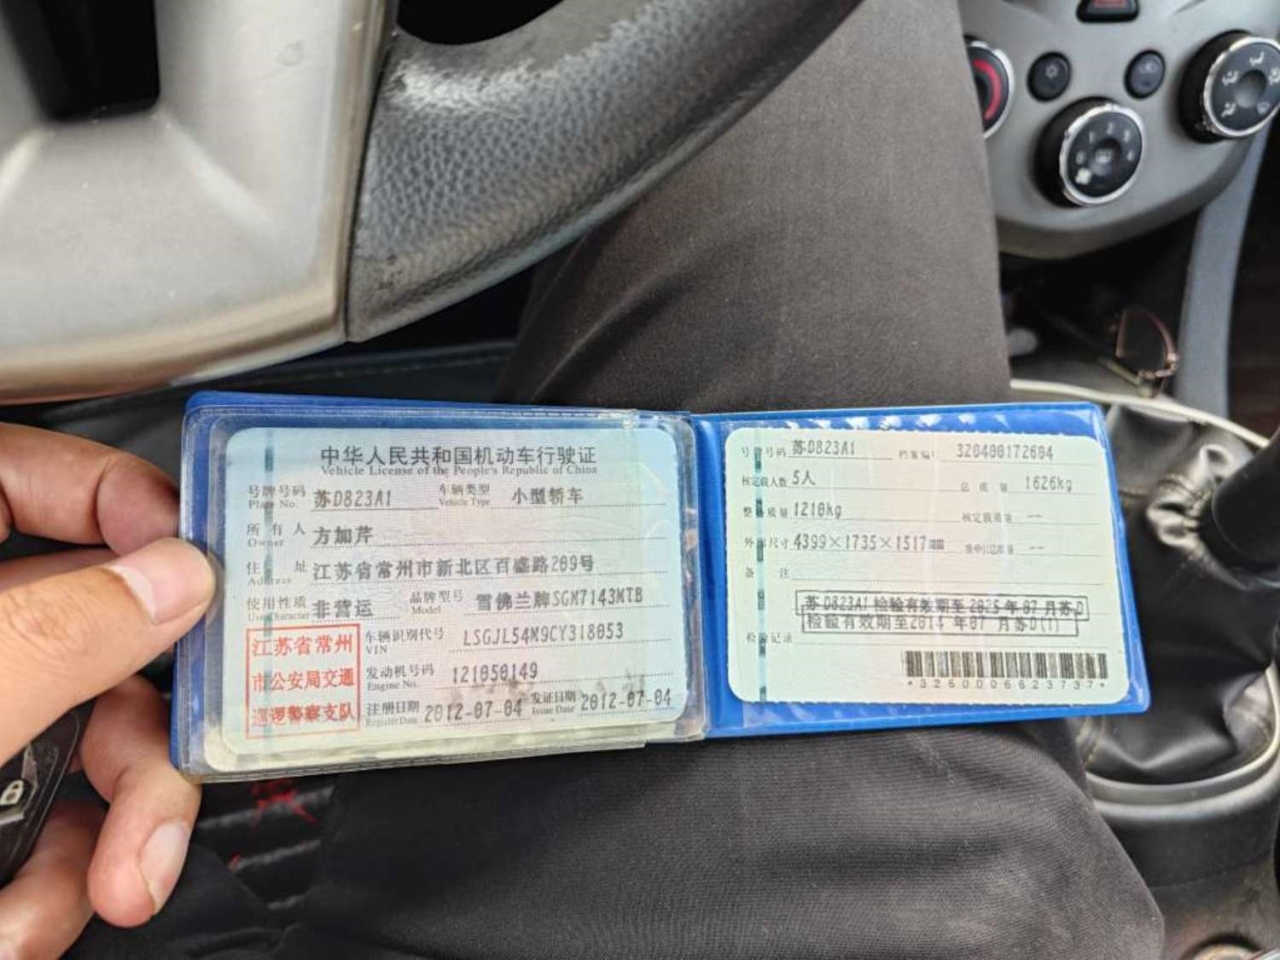 中华人民共和国机动车行驶证
Vehicle License of the People's Republic of China
号牌号码 苏D823A1 车辆类型 小型轿车
Plate No. Vehicle Type
所有人 方加芹
Owner
住址 江苏省常州市新北区百盛路209号
Address
使用性质 非营运 品牌型号 雪佛兰牌SGM7143MTB
Use Character Model
江苏省常州
市公安局交通
巡逻警察支队
车辆识别代号 LSGJL54M9CY318053
VIN
发动机号码 121050149
Engine No.
注册日期 2012-07-04 发证日期 2012-07-04
Register Date Issue Date
号牌号码 苏D823A1 档案编号 320400172604
核定载人数 5人 总质量 1626kg
整备质量 1210kg 核定载质量 --
外廓尺寸 4399×1735×1517mm 准牵引总质量 --
备注
苏D823A1 检验有效期至2025年07月苏D
检验有效期至2014年07月苏D(1)
检验记录
*3260006623737*